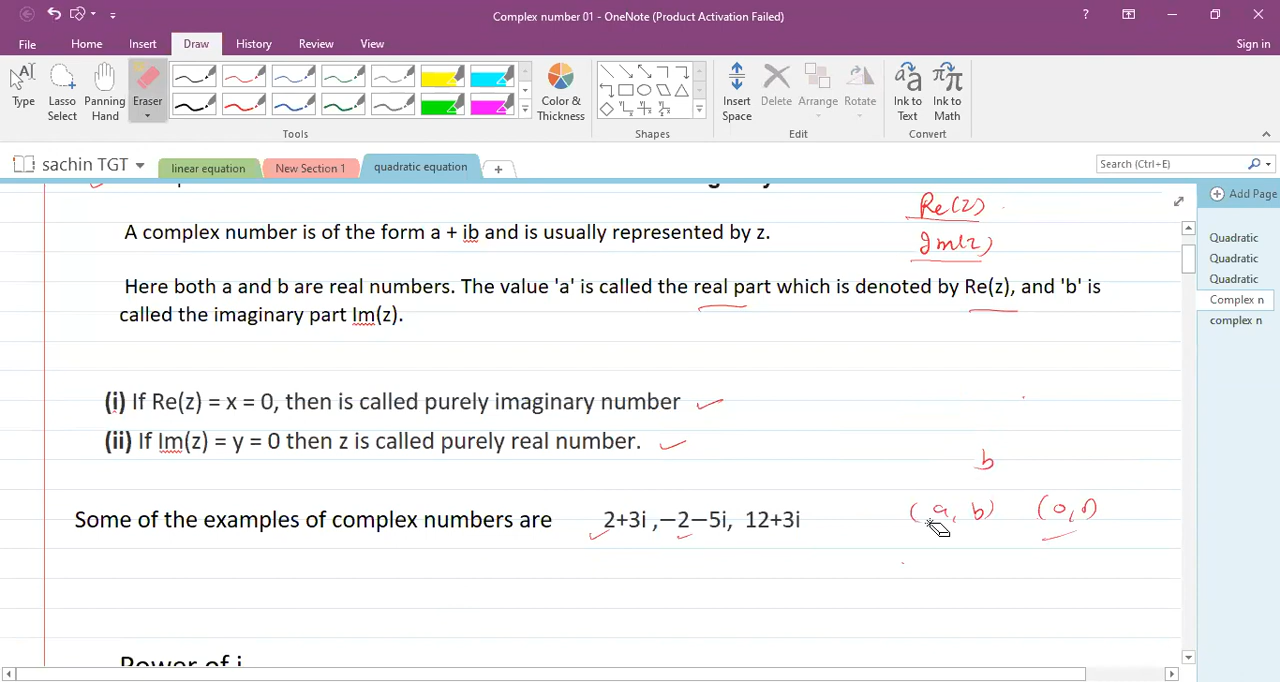 Complex number 01 - OneNote (Product Activation Failed)
File Home Insert Draw History Review View Sign in
Type Lasso Select Panning Hand Eraser Color & Thickness Insert Space Delete Arrange Rotate Ink to Text Ink to Math
Tools Shapes Edit Convert
sachin TGT linear equation New Section 1 quadratic equation Search (Ctrl+E)
Add Page
Quadratic
Quadratic
Quadratic
Complex n
complex n
Re(z)
Im(z)
A complex number is of the form a + ib and is usually represented by z.
Here both a and b are real numbers. The value 'a' is called the real part which is denoted by Re(z), and 'b' is
called the imaginary part Im(z).
(i) If Re(z) = x = 0, then is called purely imaginary number
(ii) If Im(z) = y = 0 then z is called purely real number.
b
Some of the examples of complex numbers are 2+3i ,−2−5i, 12+3i (a, b)
Power of i